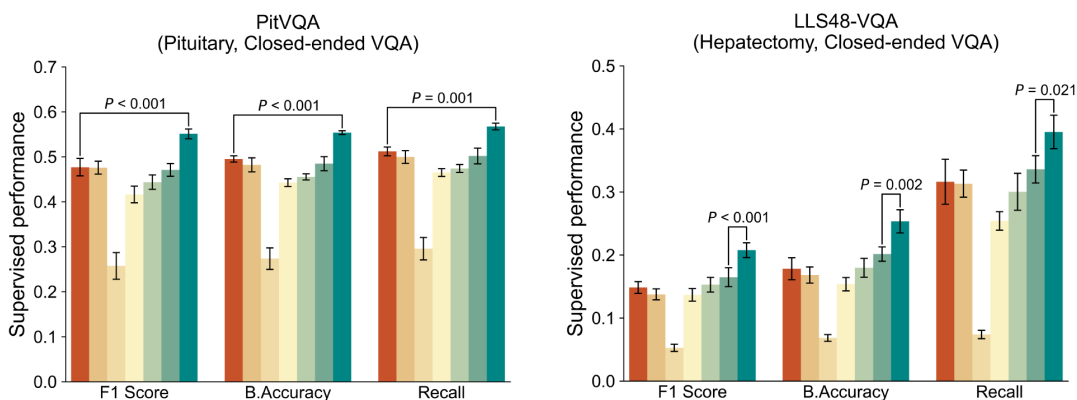 PitVQA
(Pituitary, Closed-ended VQA)
Supervised performance
0.7
0.6
0.5
0.4
0.3
0.2
0.1
0.0
P < 0.001
P < 0.001
P = 0.001
F1 Score
B.Accuracy
Recall
LLS48-VQA
(Hepatectomy, Closed-ended VQA)
Supervised performance
0.5
0.4
0.3
0.2
0.1
0.0
P < 0.001
P = 0.002
P = 0.021
F1 Score
B.Accuracy
Recall